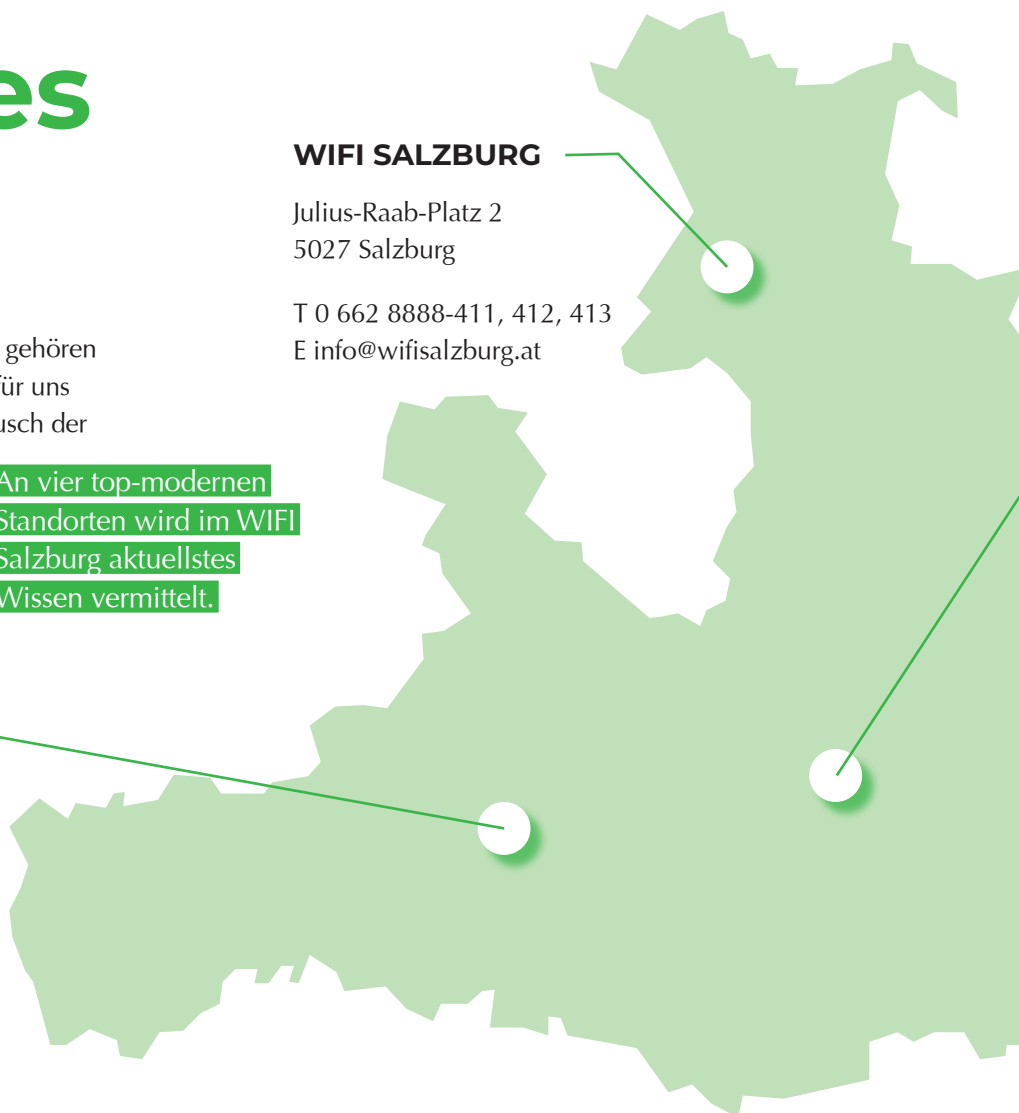 es
WIFI SALZBURG
Julius-Raab-Platz 2
5027 Salzburg
T 0 662 8888-411, 412, 413
E info@wifisalzburg.at
gehören
für uns
usch der
An vier top-modernen
Standorten wird im WIFI
Salzburg aktuellstes
Wissen vermittelt.